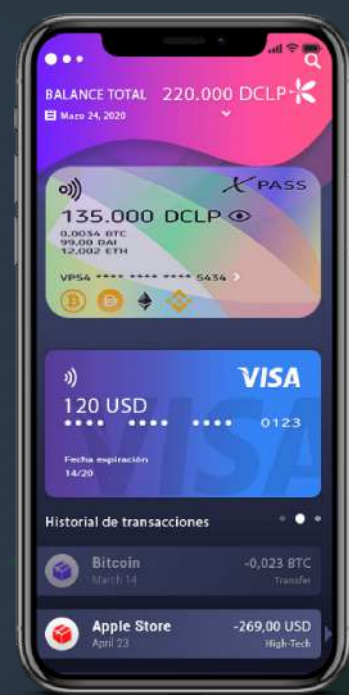 BALANCE TOTAL 220.000 DCLP
Mazo 24, 2020
PASS
135.000 DCLP
0,0034 BTC
99,00 DAI
12,002 ETH
VP54 **** **** **** 5434 >
VISA
120 USD
•••• •••• •••• 0123
Fecha expiración
14/20
VISA
Historial de transacciones
Bitcoin -0,023 BTC
March 14 Transfer
Apple Store -269,00 USD
April 23 High-Tech